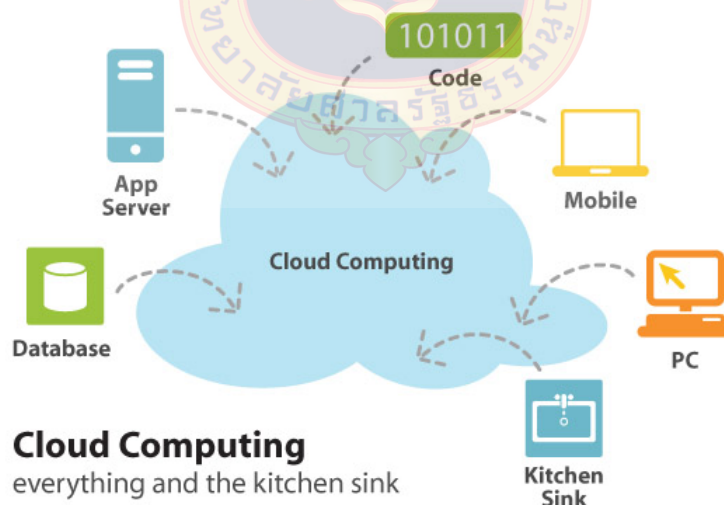 101011
Code
App
Server
Mobile
Cloud Computing
Database
PC
Kitchen
Sink
Cloud Computing
everything and the kitchen sink